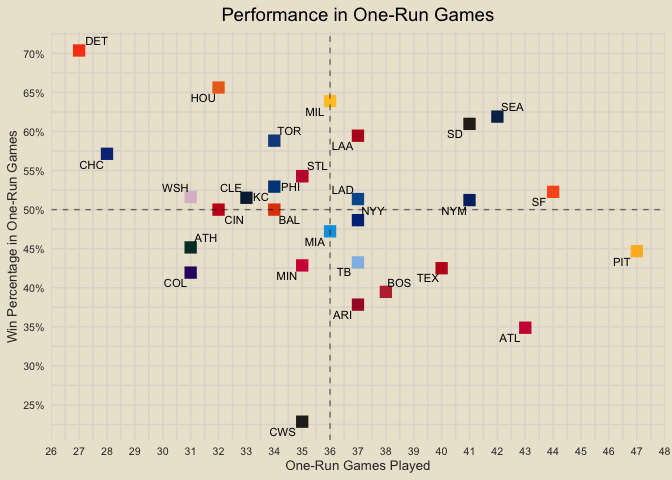 Performance in One-Run Games
DET
70%
HOU
65%
MIL
SEA
TOR
SD
60%
LAA
CHC
STL
55%
WSH
CLE
KC
PHI
LAD
SF
50%
CIN
BAL
NYY
NYM
ATH
MIA
PIT
45%
COL
MIN
TB
TEX
BOS
40%
ARI
ATL
35%
30%
25%
CWS
Win Percentage in One-Run Games
26 27 28 29 30 31 32 33 34 35 36 37 38 39 40 41 42 43 44 45 46 47 48
One-Run Games Played